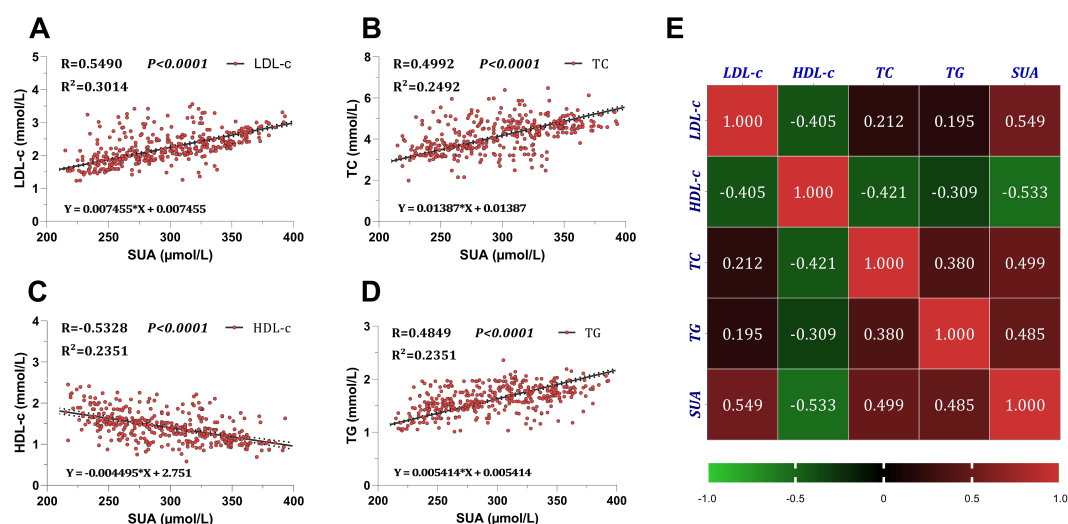 A
R=0.5490 P<0.0001 LDL-c
R²=0.3014
LDL-c (mmol/L)
5
4
3
2
1
0
Y = 0.007455*X + 0.007455
200 250 300 350 400
SUA (μmol/L)
B
R=0.4992 P<0.0001 TC
R²=0.2492
TC (mmol/L)
8
6
4
2
0
Y = 0.01387*X + 0.01387
200 250 300 350 400
SUA (μmol/L)
C
R=-0.5328 P<0.0001 HDL-c
R²=0.2351
HDL-c (mmol/L)
4
3
2
1
0
Y = -0.004495*X + 2.751
200 250 300 350 400
SUA (μmol/L)
D
R=0.4849 P<0.0001 TG
R²=0.2351
TG (mmol/L)
3
2
1
0
Y = 0.005414*X + 0.005414
200 250 300 350 400
SUA (μmol/L)
E
LDL-c HDL-c TC TG SUA
LDL-c 1.000 -0.405 0.212 0.195 0.549
HDL-c -0.405 1.000 -0.421 -0.309 -0.533
TC 0.212 -0.421 1.000 0.380 0.499
TG 0.195 -0.309 0.380 1.000 0.485
SUA 0.549 -0.533 0.499 0.485 1.000
-1.0 -0.5 0 0.5 1.0